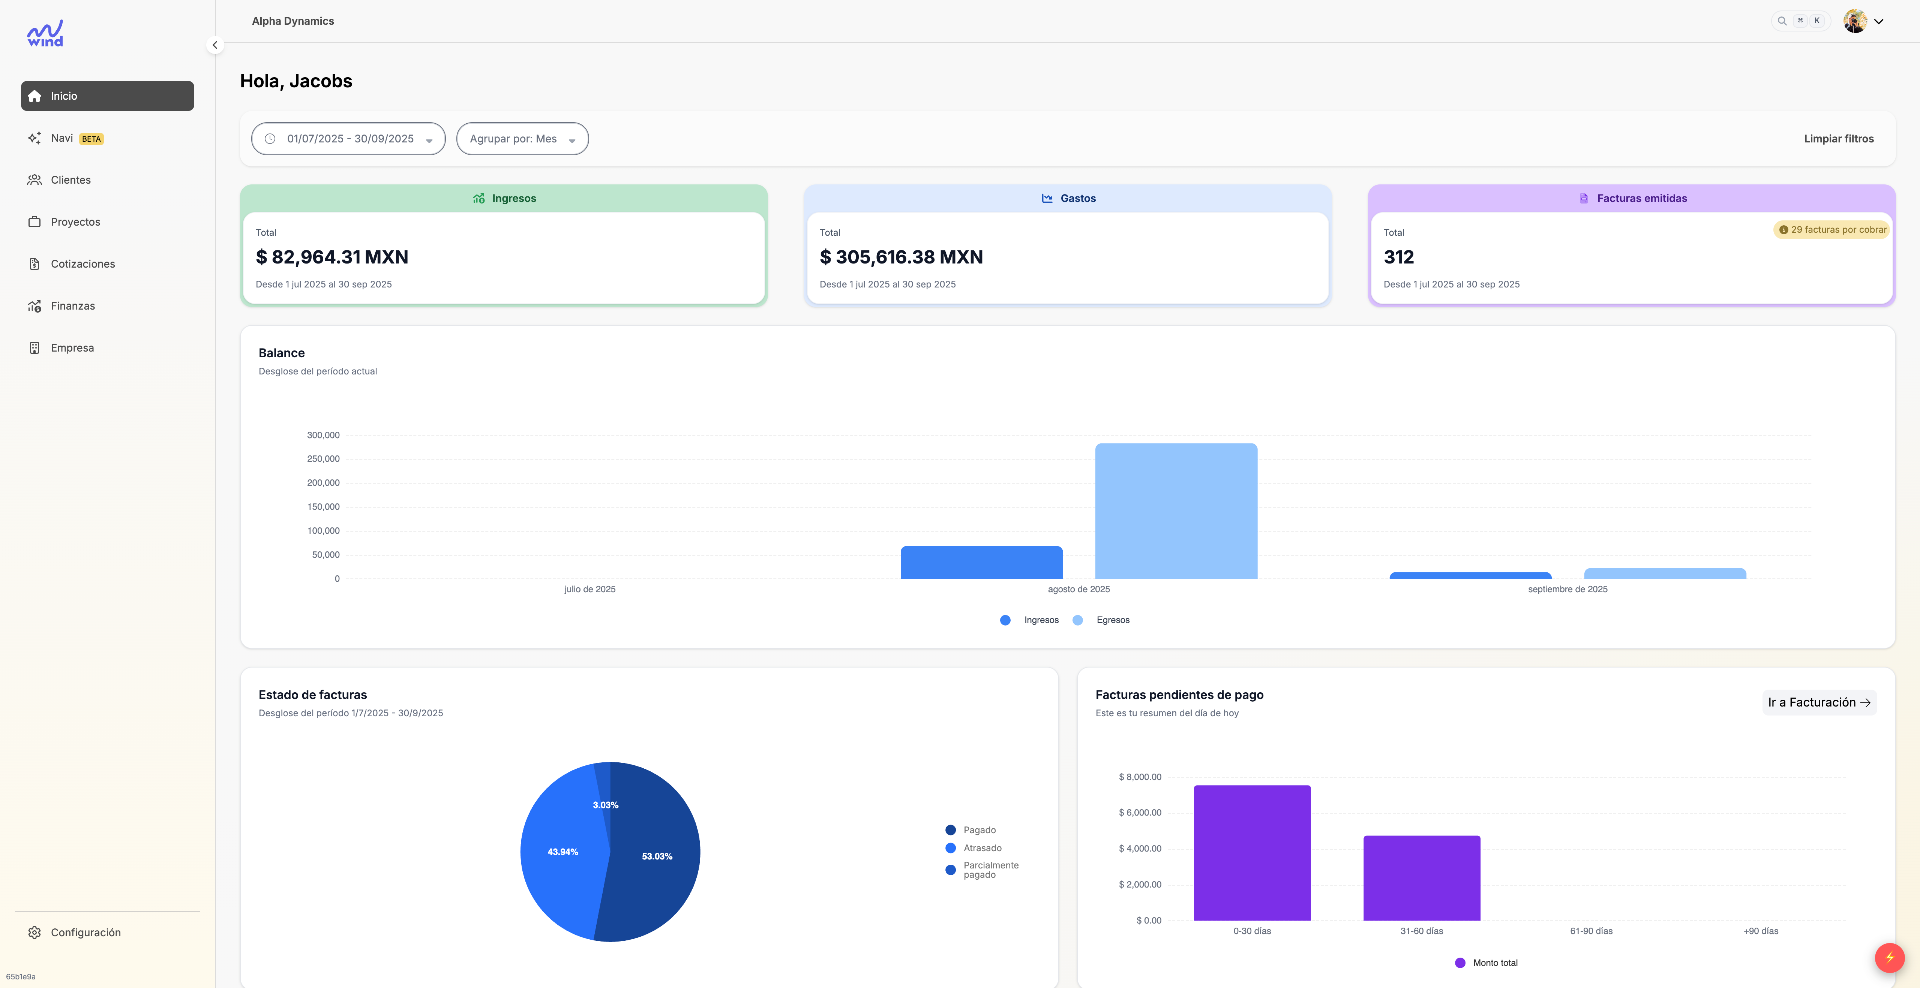 wind
Alpha Dynamics
⌘ K
Inicio
Navi BETA
Clientes
Proyectos
Cotizaciones
Finanzas
Empresa
Configuración
65b1e9a
Hola, Jacobs
01/07/2025 - 30/09/2025
Agrupar por: Mes
Limpiar filtros
Ingresos
Total
$ 82,964.31 MXN
Desde 1 jul 2025 al 30 sep 2025
Gastos
Total
$ 305,616.38 MXN
Desde 1 jul 2025 al 30 sep 2025
Facturas emitidas
Total
29 facturas por cobrar
312
Desde 1 jul 2025 al 30 sep 2025
Balance
Desglose del período actual
300,000
250,000
200,000
150,000
100,000
50,000
0
julio de 2025
agosto de 2025
septiembre de 2025
Ingresos
Egresos
Estado de facturas
Desglose del período 1/7/2025 - 30/9/2025
3.03%
43.94%
53.03%
Pagado
Atrasado
Parcialmente
pagado
Facturas pendientes de pago
Este es tu resumen del día de hoy
Ir a Facturación
$ 8,000.00
$ 6,000.00
$ 4,000.00
$ 2,000.00
$ 0.00
0-30 días
31-60 días
61-90 días
+90 días
Monto total